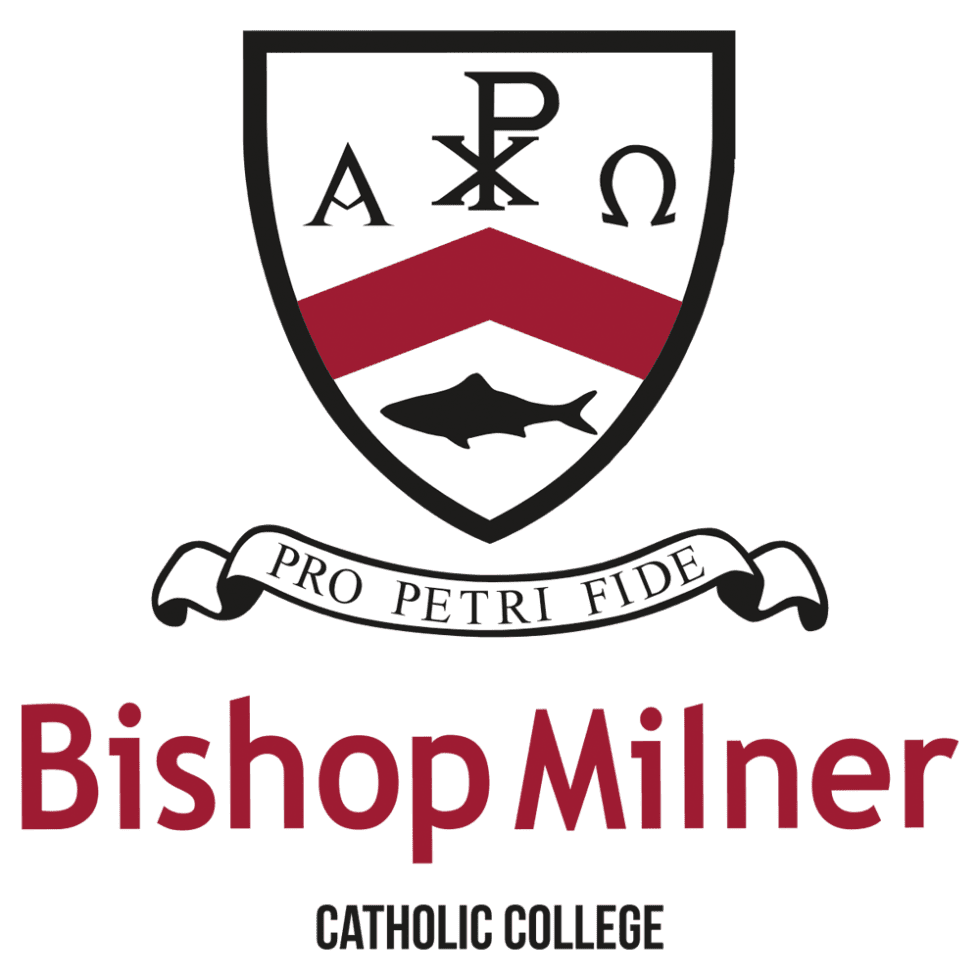 Α ☧ Ω
PRO PETRI FIDE
Bishop Milner
CATHOLIC COLLEGE